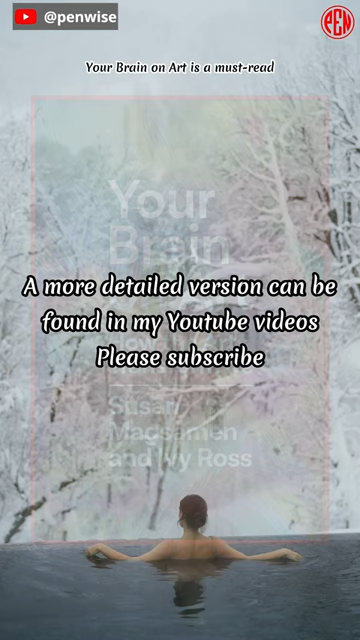 @penwise
PEN
Your Brain on Art is a must-read
Your
Brain
A more detailed version can be
found in my Youtube videos
Please subscribe
Susan
Magsamen
and Ivy Ross